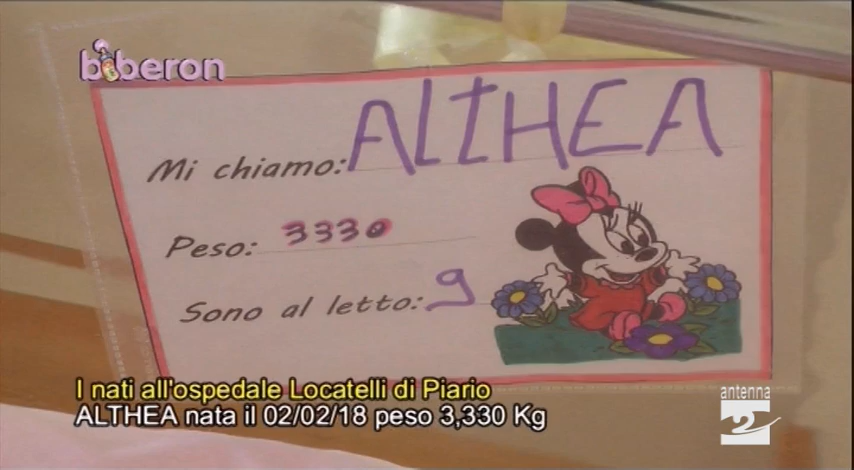 biberon
ALTHEA
Mi chiamo:
Peso: 3330
Sono al letto: 9
I nati all'ospedale Locatelli di Piario
ALTHEA nata il 02/02/18 peso 3,330 Kg
antenna
2